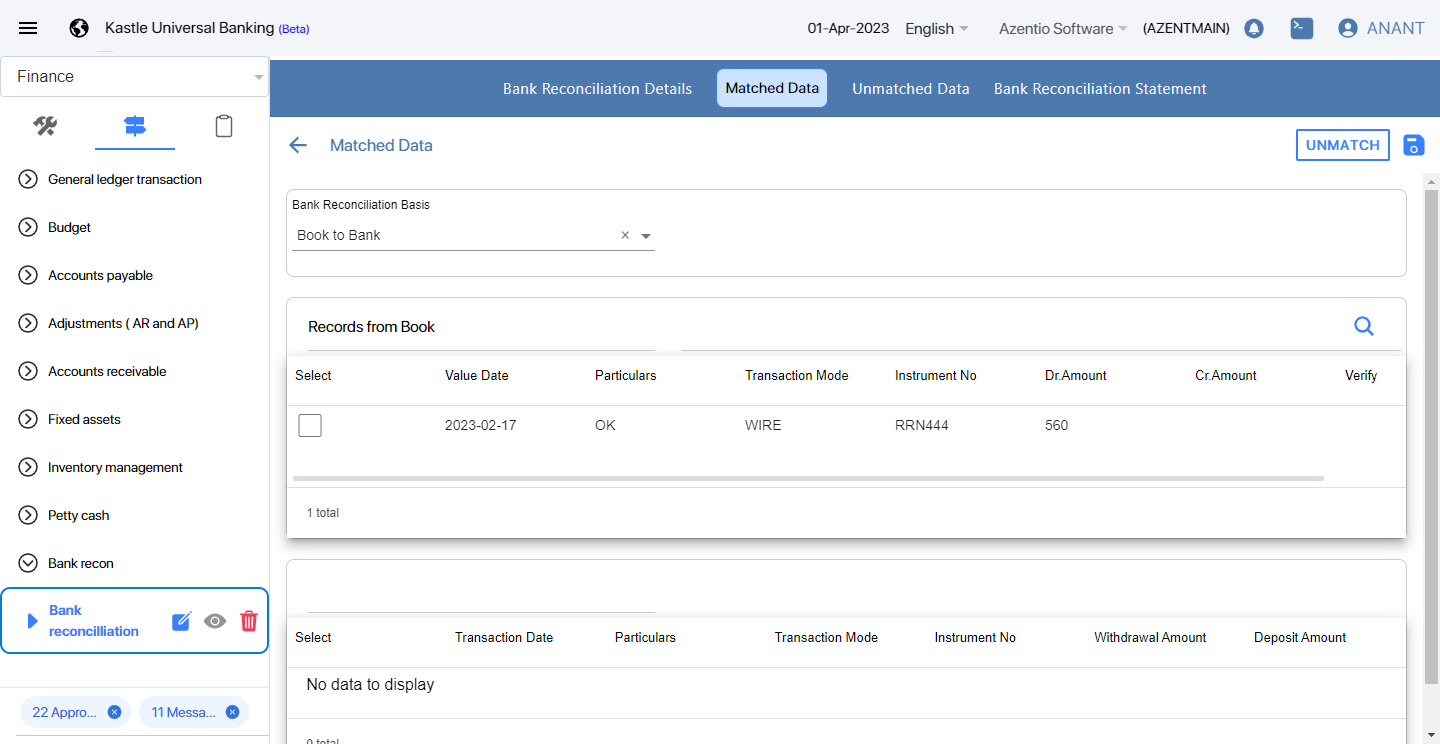 Kastle Universal Banking (Beta)
01-Apr-2023 English Azentio Software (AZENTMAIN) ANANT
Finance
Bank Reconciliation Details Matched Data Unmatched Data Bank Reconciliation Statement
Matched Data
UNMATCH
General ledger transaction
Budget
Accounts payable
Adjustments ( AR and AP)
Accounts receivable
Fixed assets
Inventory management
Petty cash
Bank recon
Bank
reconcilliation
22 Appro... 11 Messa...
Bank Reconciliation Basis
Book to Bank
Records from Book
Select Value Date Particulars Transaction Mode Instrument No Dr.Amount Cr.Amount Verify
2023-02-17 OK WIRE RRN444 560
1 total
Select Transaction Date Particulars Transaction Mode Instrument No Withdrawal Amount Deposit Amount
No data to display
0 total